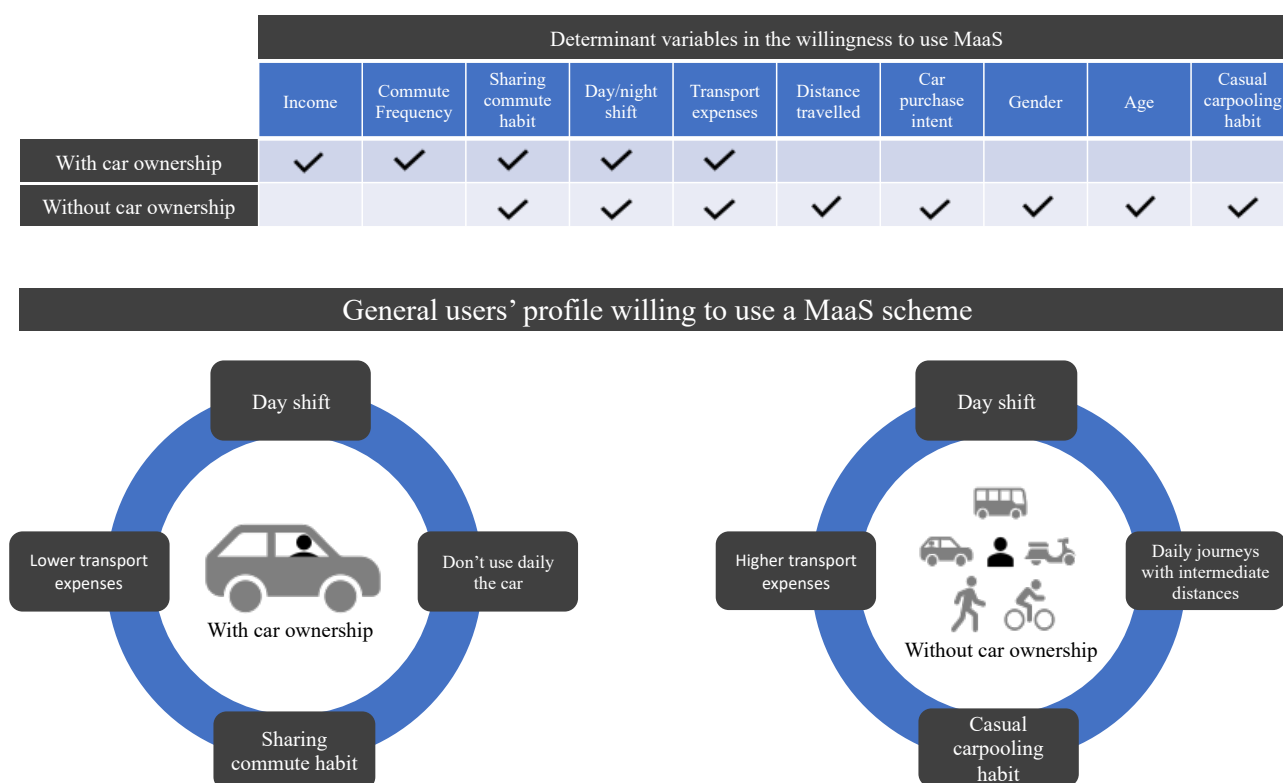 Determinant variables in the willingness to use MaaS
Income
Commute
Frequency
Sharing
commute
habit
Day/night
shift
Transport
expenses
Distance
travelled
Car
purchase
intent
Gender
Age
Casual
carpooling
habit
With car ownership
Without car ownership
General users’ profile willing to use a MaaS scheme
Day shift
Lower transport
expenses
Don’t use daily
the car
With car ownership
Sharing
commute habit
Day shift
Higher transport
expenses
Daily journeys
with intermediate
distances
Without car ownership
Casual
carpooling
habit